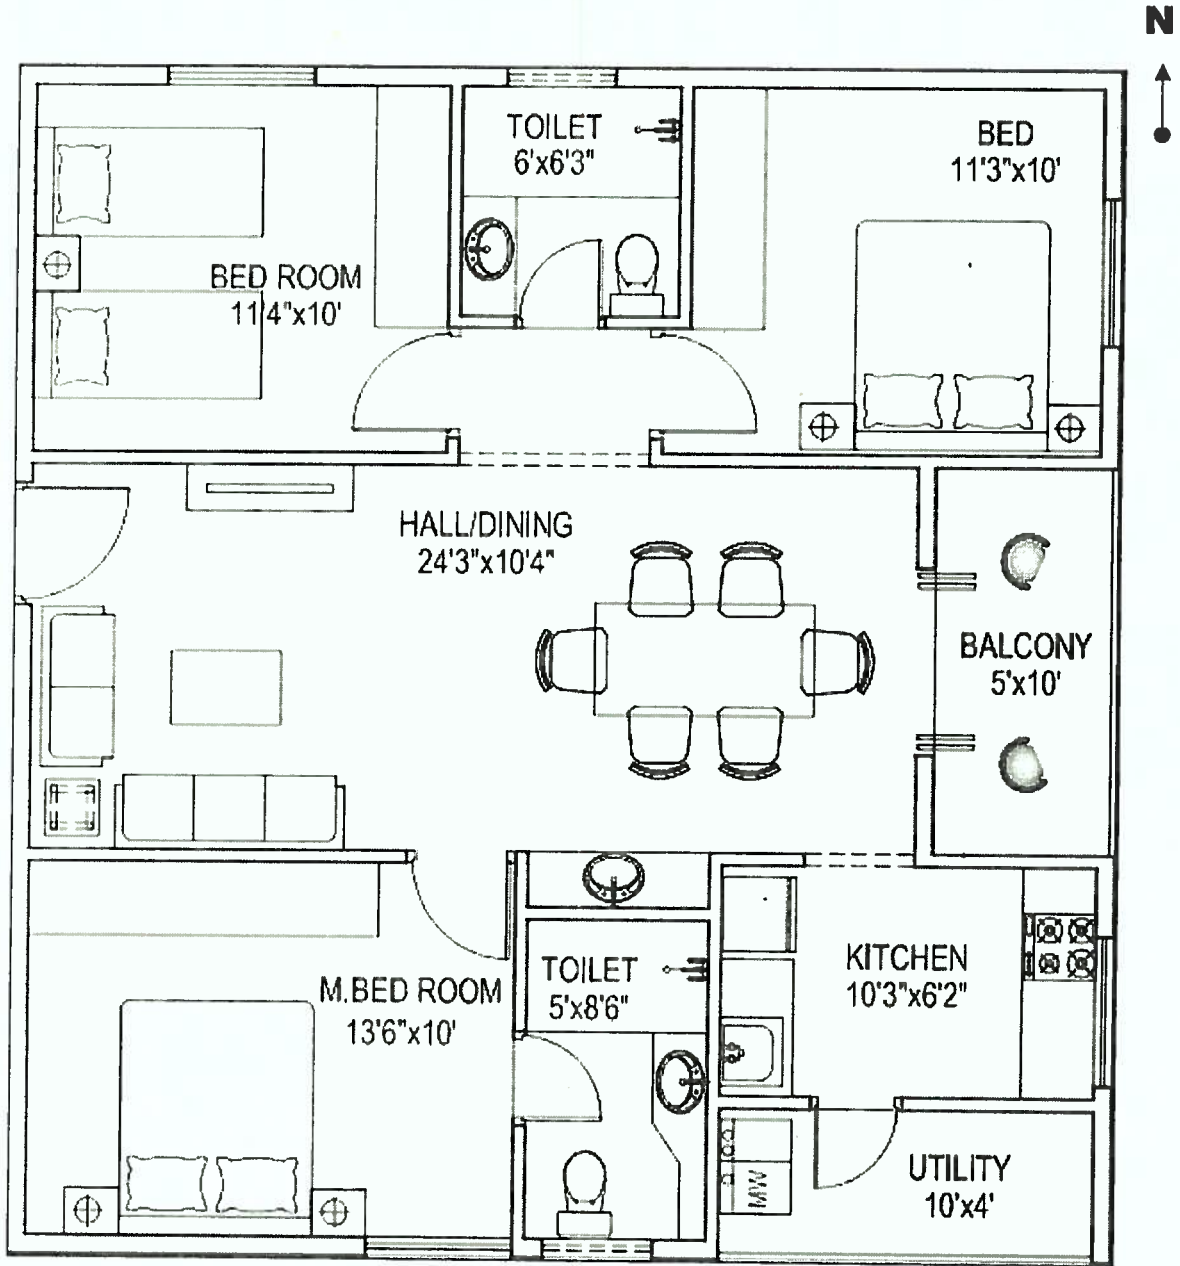 N
TOILET
6'x6'3"
BED
11'3"x10'
BED ROOM
11'4"x10'
HALL/DINING
24'3"x10'4"
BALCONY
5'x10'
M.BED ROOM
13'6"x10'
TOILET
5'x8'6"
KITCHEN
10'3"x6'2"
UTILITY
10'x4'
MW